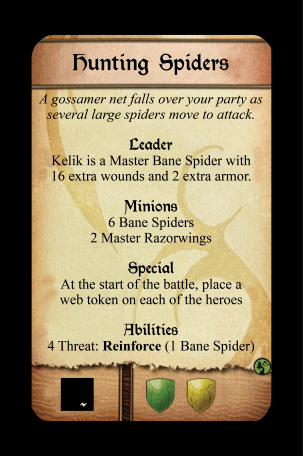 Hunting Spiders
A gossamer net falls over your party as
several large spiders move to attack.
Leader
Kelik is a Master Bane Spider with
16 extra wounds and 2 extra armor.
Minions
6 Bane Spiders
2 Master Razorwings
Special
At the start of the battle, place a
web token on each of the heroes
Abilities
4 Threat: Reinforce (1 Bane Spider)